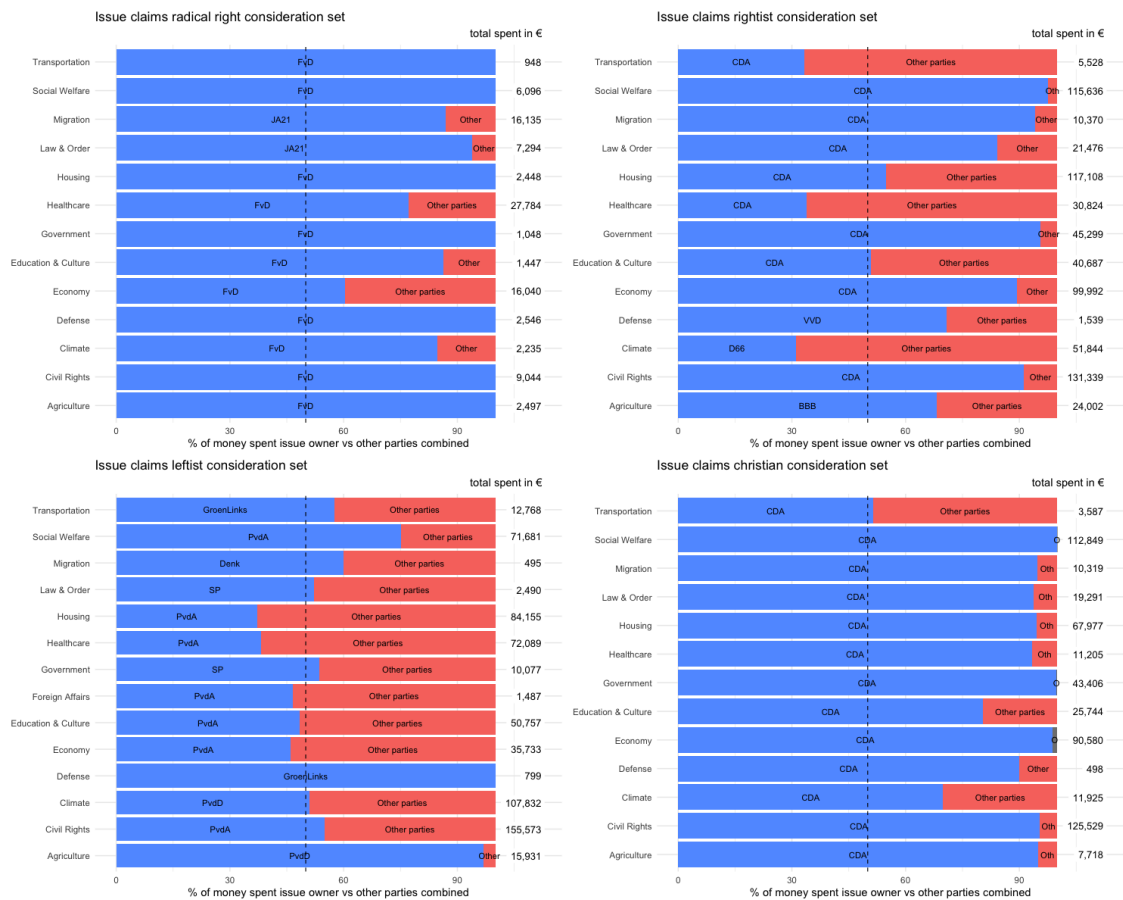 Issue claims radical right consideration set
total spent in €
Transportation FvD 948
Social Welfare FvD 6,096
Migration JA21 Other 16,135
Law & Order JA21 Other 7,294
Housing FvD 2,448
Healthcare FvD Other parties 27,784
Government FvD 1,048
Education & Culture FvD Other 1,447
Economy FvD Other parties 16,040
Defense FvD 2,546
Climate FvD Other 2,235
Civil Rights FvD 9,044
Agriculture FvD 2,497
0 30 60 90
% of money spent issue owner vs other parties combined
Issue claims rightist consideration set
total spent in €
Transportation CDA Other parties 5,528
Social Welfare CDA Oth 115,636
Migration CDA Other 10,370
Law & Order CDA Other 21,476
Housing CDA Other parties 117,108
Healthcare CDA Other parties 30,824
Government CDA Other 45,299
Education & Culture CDA Other parties 40,687
Economy CDA Other 99,992
Defense VVD Other parties 1,539
Climate D66 Other parties 51,844
Civil Rights CDA Other 131,339
Agriculture BBB Other parties 24,002
0 30 60 90
% of money spent issue owner vs other parties combined
Issue claims leftist consideration set
total spent in €
Transportation GroenLinks Other parties 12,768
Social Welfare PvdA Other parties 71,681
Migration Denk Other parties 495
Law & Order SP Other parties 2,490
Housing PvdA Other parties 84,155
Healthcare PvdA Other parties 72,089
Government SP Other parties 10,077
Foreign Affairs PvdA Other parties 1,487
Education & Culture PvdA Other parties 50,757
Economy PvdA Other parties 35,733
Defense GroenLinks 799
Climate PvdD Other parties 107,832
Civil Rights PvdA Other parties 155,573
Agriculture PvdD Other 15,931
0 30 60 90
% of money spent issue owner vs other parties combined
Issue claims christian consideration set
total spent in €
Transportation CDA Other parties 3,587
Social Welfare CDA O 112,849
Migration CDA Oth 10,319
Law & Order CDA Oth 19,291
Housing CDA Oth 67,977
Healthcare CDA Oth 11,205
Government CDA O 43,406
Education & Culture CDA Other parties 25,744
Economy CDA O 90,580
Defense CDA Other 498
Climate CDA Other parties 11,925
Civil Rights CDA Oth 125,529
Agriculture CDA Oth 7,718
0 30 60 90
% of money spent issue owner vs other parties combined